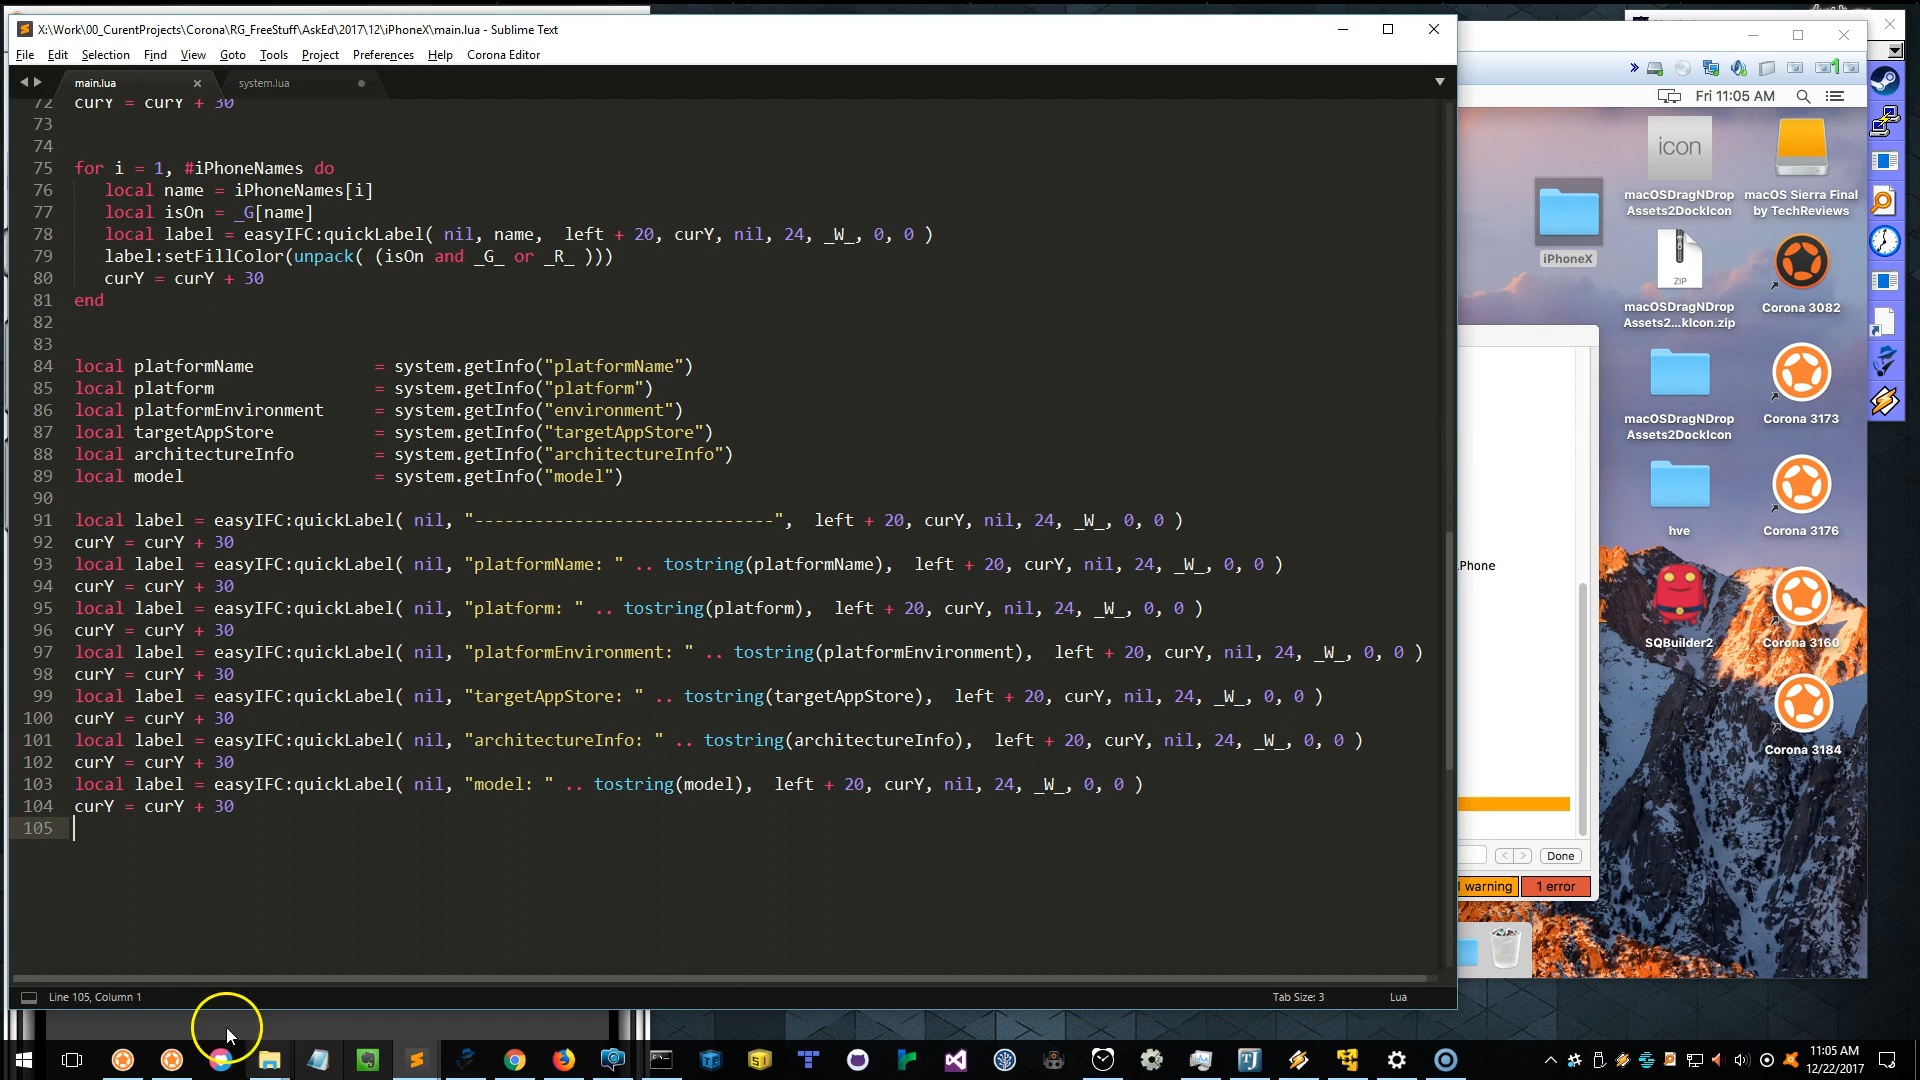 X:\Work\00_CurentProjects\Corona\RG_FreeStuff\AskEd\2017\12\iPhoneX\main.lua - Sublime Text
File Edit Selection Find View Goto Tools Project Preferences Help Corona Editor
main.lua × system.lua
72 curY = curY + 30
73
74
75 for i = 1, #iPhoneNames do
76 local name = iPhoneNames[i]
77 local isOn = _G[name]
78 local label = easyIFC:quickLabel( nil, name,  left + 20, curY, nil, 24, _W_, 0, 0 )
79 label:setFillColor(unpack( (isOn and _G_ or _R_ )))
80 curY = curY + 30
81 end
82
83
84 local platformName = system.getInfo("platformName")
85 local platform = system.getInfo("platform")
86 local platformEnvironment = system.getInfo("environment")
87 local targetAppStore = system.getInfo("targetAppStore")
88 local architectureInfo = system.getInfo("architectureInfo")
89 local model = system.getInfo("model")
90
91 local label = easyIFC:quickLabel( nil, "------------------------------",  left + 20, curY, nil, 24, _W_, 0, 0 )
92 curY = curY + 30
93 local label = easyIFC:quickLabel( nil, "platformName: " .. tostring(platformName),  left + 20, curY, nil, 24, _W_, 0, 0 )
94 curY = curY + 30
95 local label = easyIFC:quickLabel( nil, "platform: " .. tostring(platform),  left + 20, curY, nil, 24, _W_, 0, 0 )
96 curY = curY + 30
97 local label = easyIFC:quickLabel( nil, "platformEnvironment: " .. tostring(platformEnvironment),  left + 20, curY, nil, 24, _W_, 0, 0 )
98 curY = curY + 30
99 local label = easyIFC:quickLabel( nil, "targetAppStore: " .. tostring(targetAppStore),  left + 20, curY, nil, 24, _W_, 0, 0 )
100 curY = curY + 30
101 local label = easyIFC:quickLabel( nil, "architectureInfo: " .. tostring(architectureInfo),  left + 20, curY, nil, 24, _W_, 0, 0 )
102 curY = curY + 30
103 local label = easyIFC:quickLabel( nil, "model: " .. tostring(model),  left + 20, curY, nil, 24, _W_, 0, 0 )
104 curY = curY + 30
105
Line 105, Column 1 Tab Size: 3 Lua
Fri 11:05 AM
icon
macOSDragNDrop
Assets2DockIcon
macOS Sierra Final
by TechReviews
iPhoneX
ZIP
macOSDragNDrop
Assets2...kIcon.zip
Corona 3082
macOSDragNDrop
Assets2DockIcon
Corona 3173
hve
Corona 3176
Phone
SQBuilder2
Corona 3160
Corona 3184
Done
warning
1 error
11:05 AM
12/22/2017